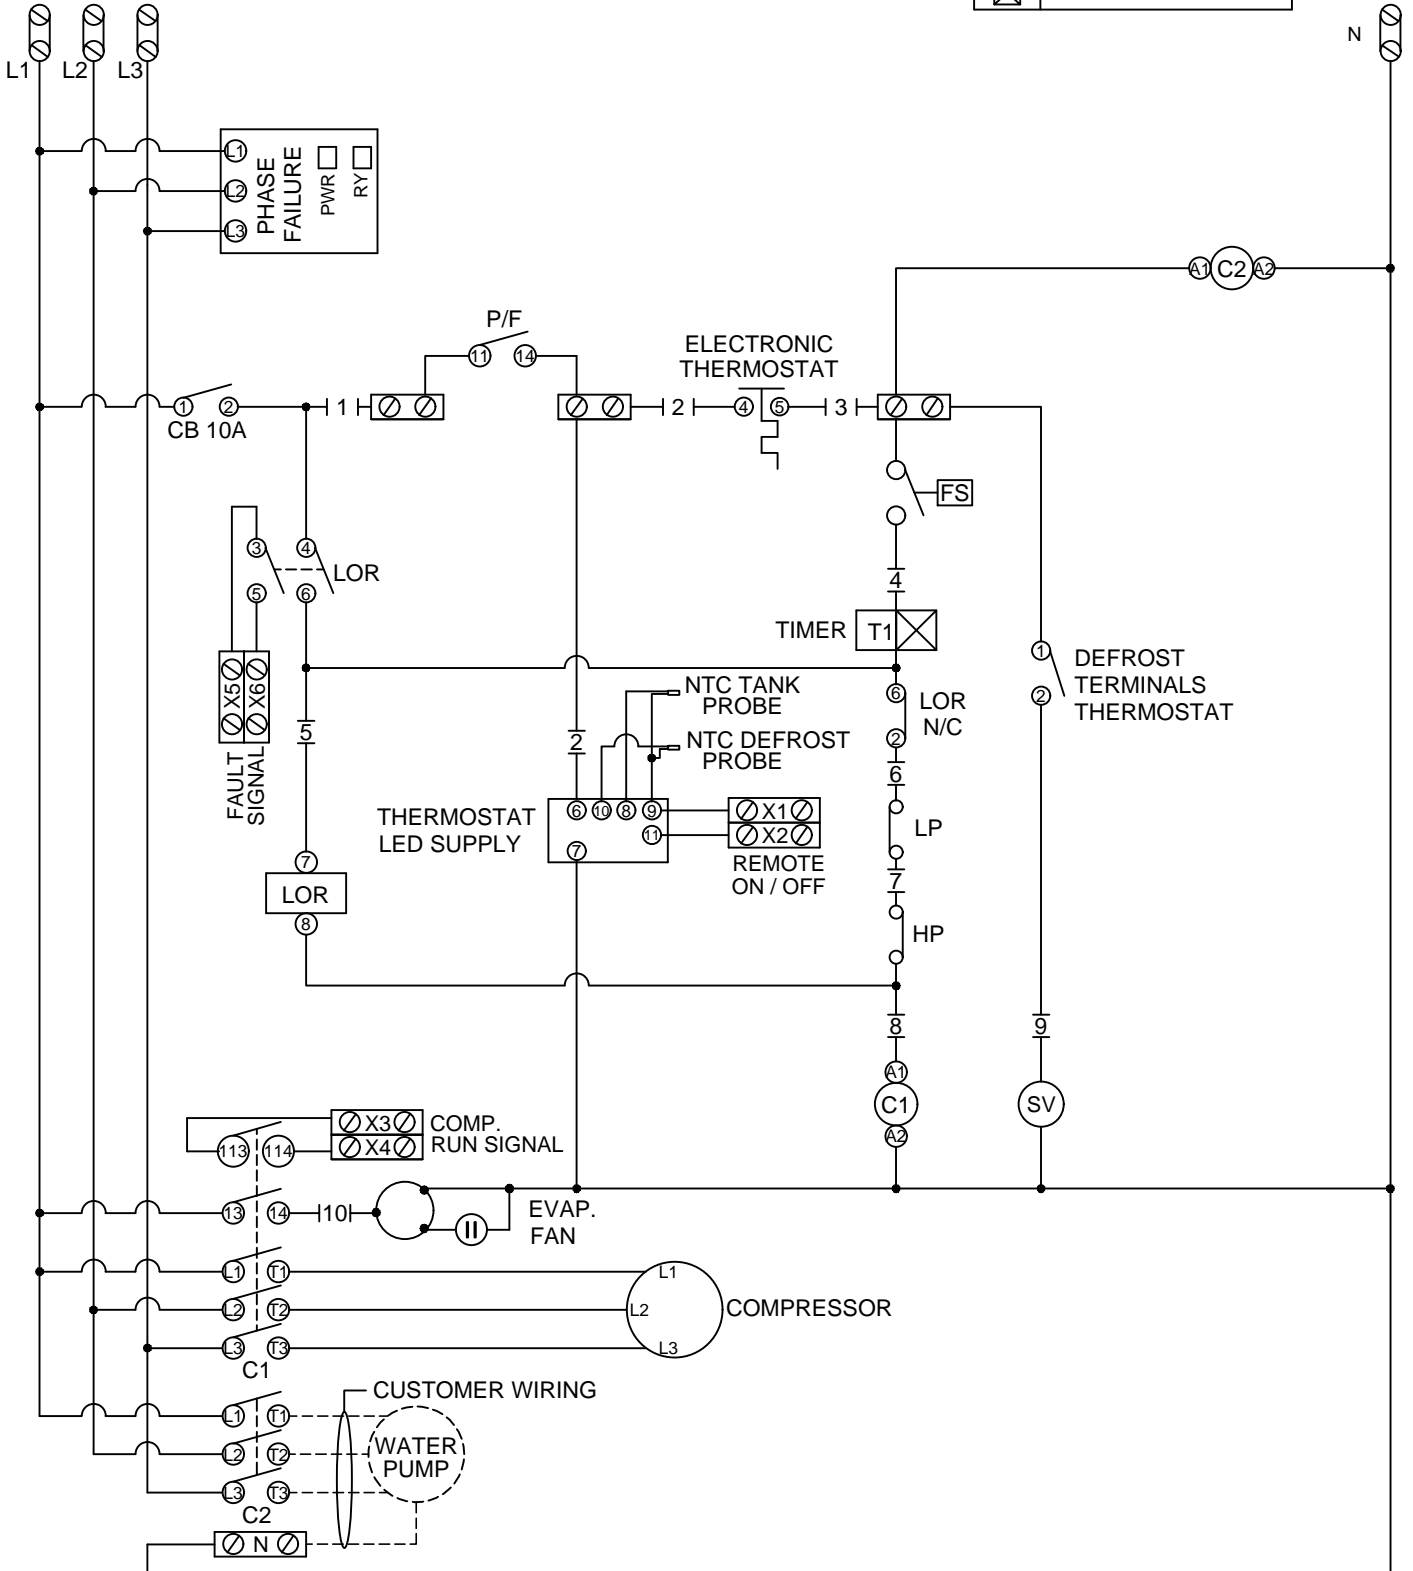 N
L1 L2 L3
L1
L2
L3
PHASE
FAILURE
PWR
RY
A1 C2 A2
P/F
11 14
ELECTRONIC
THERMOSTAT
1 2 1 2 4 5 3
CB 10A
FS
3 4
LOR
5 6
4
TIMER T1
1
DEFROST
TERMINALS
THERMOSTAT
2
X5 X6
FAULT
SIGNAL
5
NTC TANK
PROBE
NTC DEFROST
PROBE
2
6
LOR
N/C
2
6
THERMOSTAT
LED SUPPLY
6 10 8 9
11
7
X1
X2
REMOTE
ON / OFF
LP
7
HP
7
LOR
8
8
9
A1
C1
A2
SV
X3
X4
COMP.
RUN SIGNAL
113 114
13 14 10
EVAP.
FAN
L1 T1 L1
L2 T2 L2
COMPRESSOR
L3 T3 L3
C1
CUSTOMER WIRING
L1 T1
L2 T2
WATER
PUMP
L3 T3
C2
N